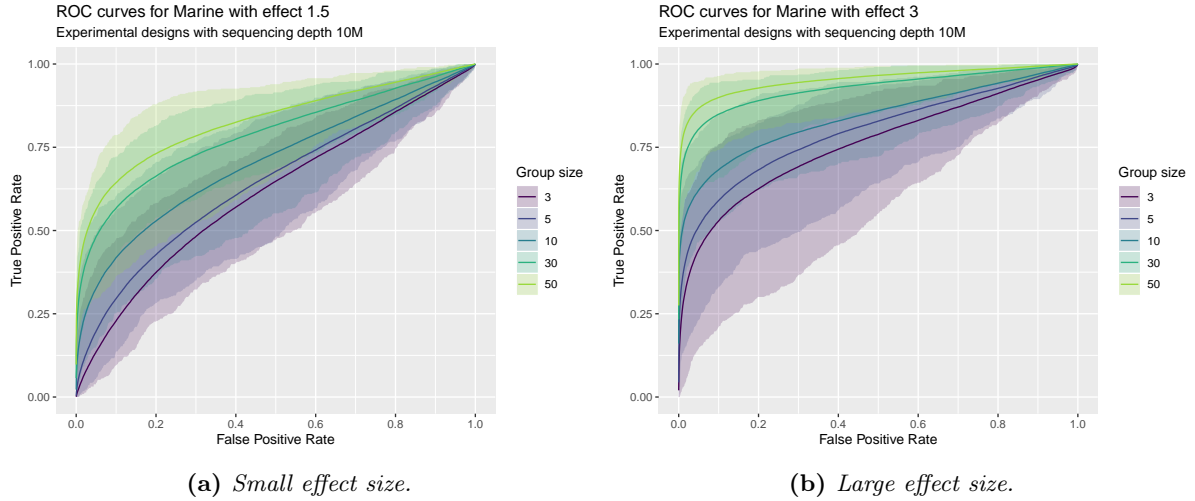 ROC curves for Marine with effect 1.5
Experimental designs with sequencing depth 10M
1.00
0.75
0.50
0.25
0.00
True Positive Rate
0.0 0.2 0.4 0.6 0.8 1.0
False Positive Rate
Group size
3
5
10
30
50
(a) Small effect size.
ROC curves for Marine with effect 3
Experimental designs with sequencing depth 10M
1.00
0.75
0.50
0.25
0.00
True Positive Rate
0.0 0.2 0.4 0.6 0.8 1.0
False Positive Rate
Group size
3
5
10
30
50
(b) Large effect size.